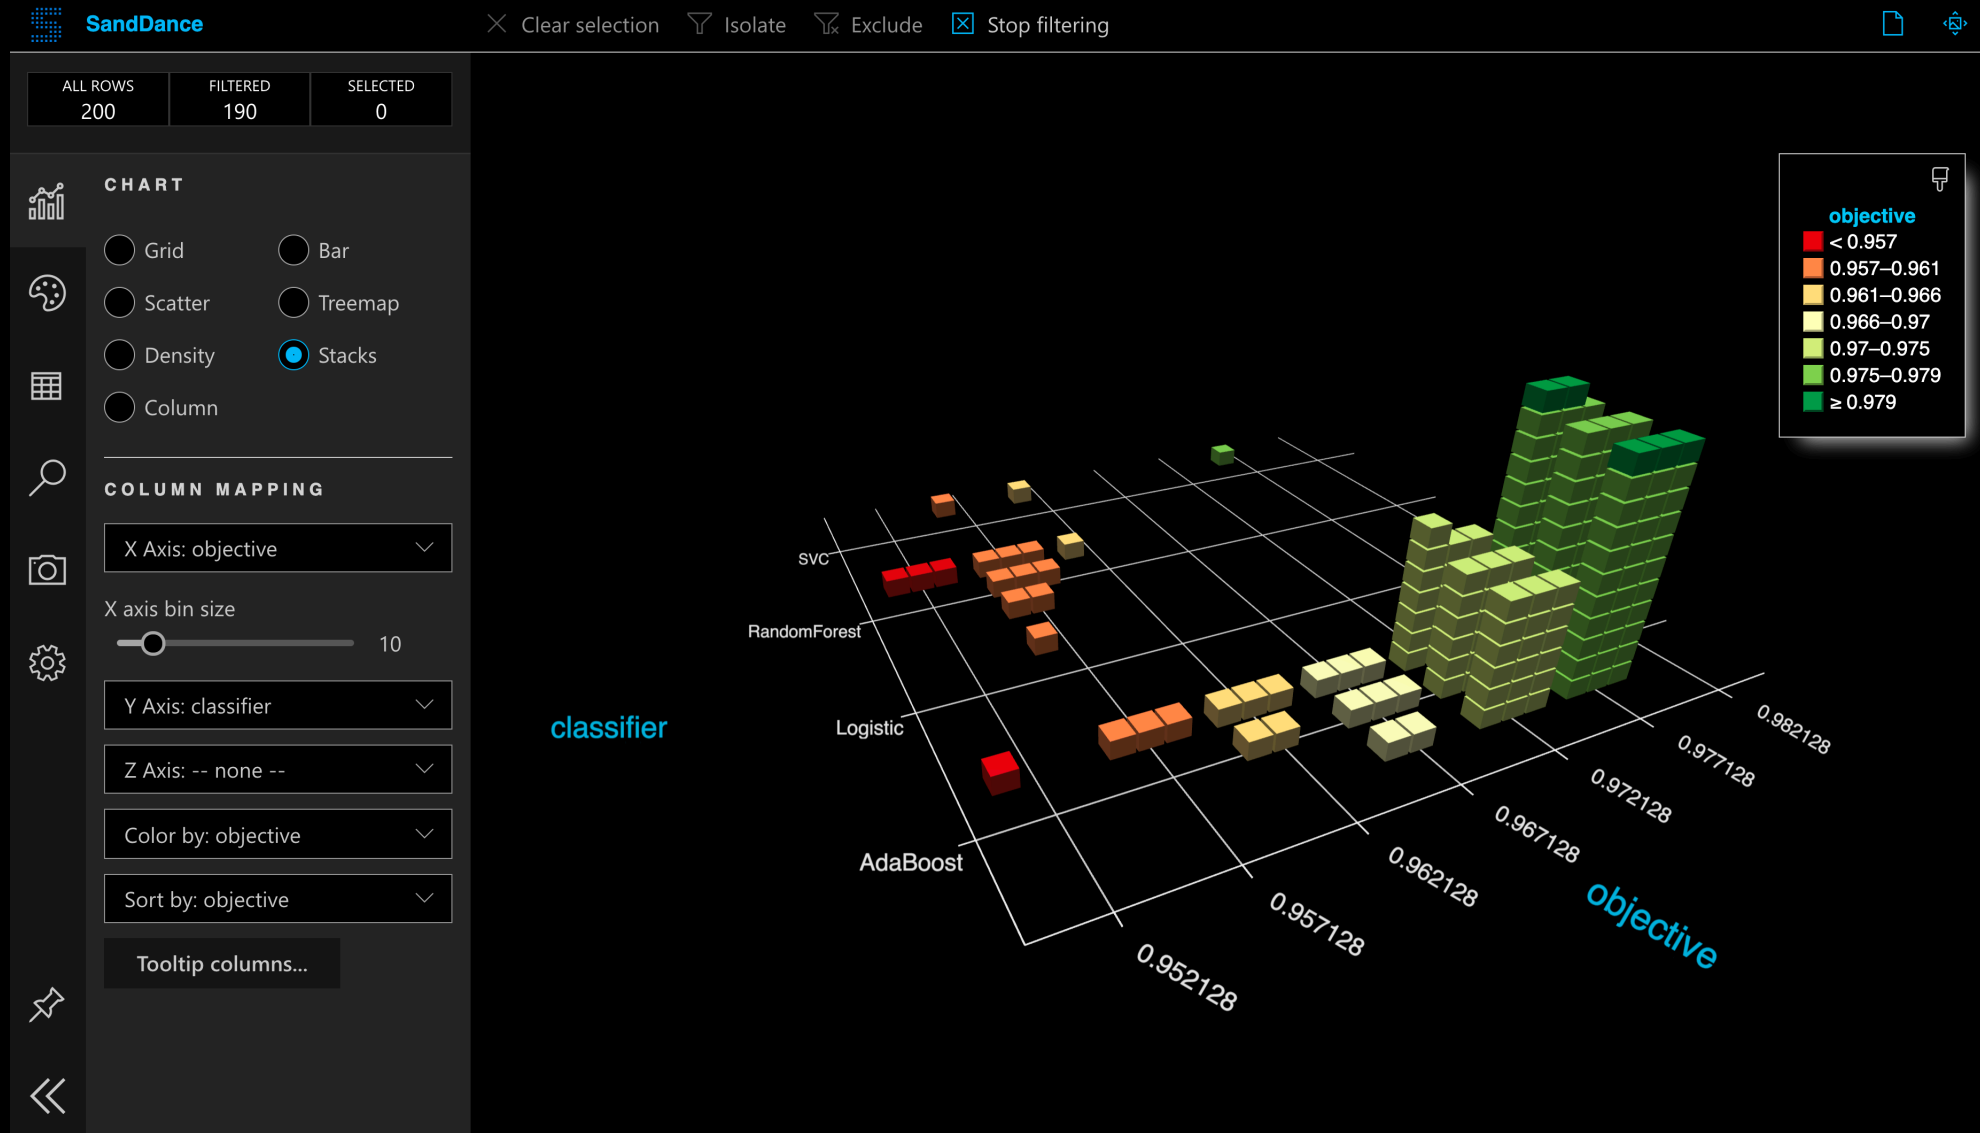 SandDance
Clear selection Isolate Exclude Stop filtering
ALL ROWS FILTERED SELECTED
200 190 0
CHART
Grid Bar
Scatter Treemap
Density Stacks
Column
COLUMN MAPPING
X Axis: objective
X axis bin size
10
Y Axis: classifier
Z Axis: -- none --
Color by: objective
Sort by: objective
Tooltip columns...
objective
< 0.957
0.957–0.961
0.961–0.966
0.966–0.97
0.97–0.975
0.975–0.979
≥ 0.979
SVC
RandomForest
Logistic
AdaBoost
classifier
0.952128
0.957128
0.962128
0.967128
0.972128
0.977128
0.982128
objective